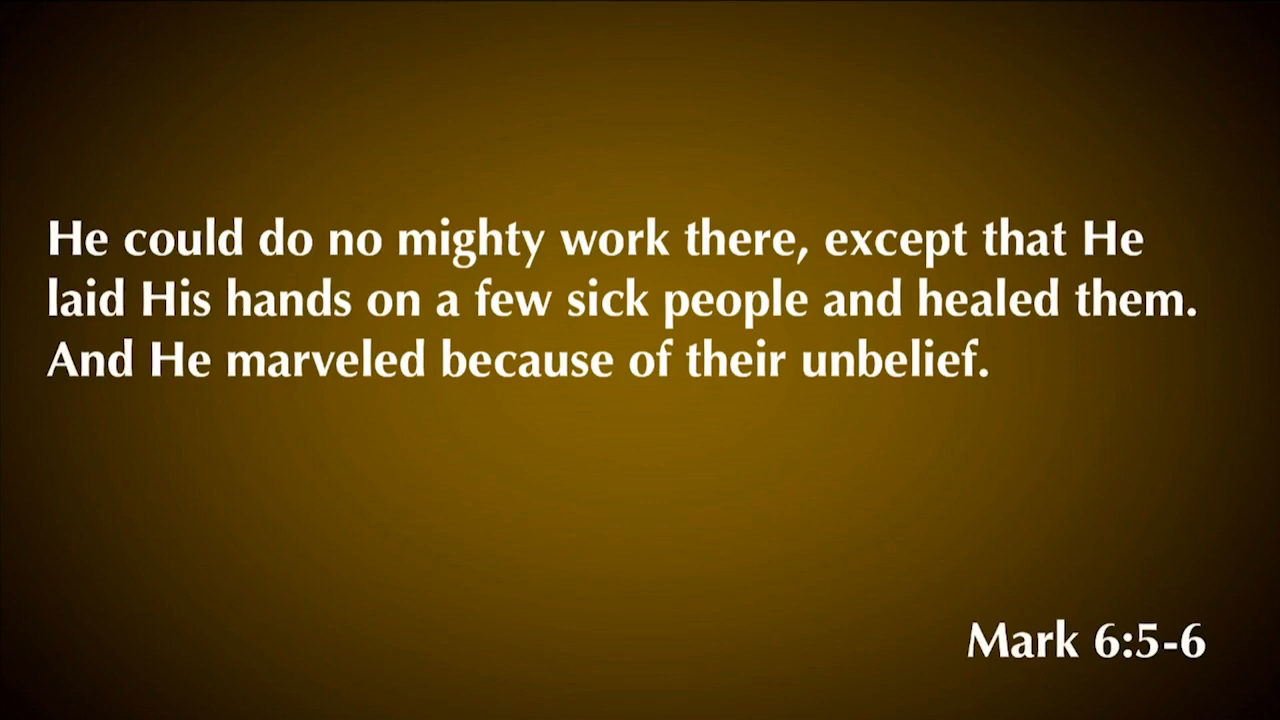 He could do no mighty work there, except that He
laid His hands on a few sick people and healed them.
And He marveled because of their unbelief.
Mark 6:5-6